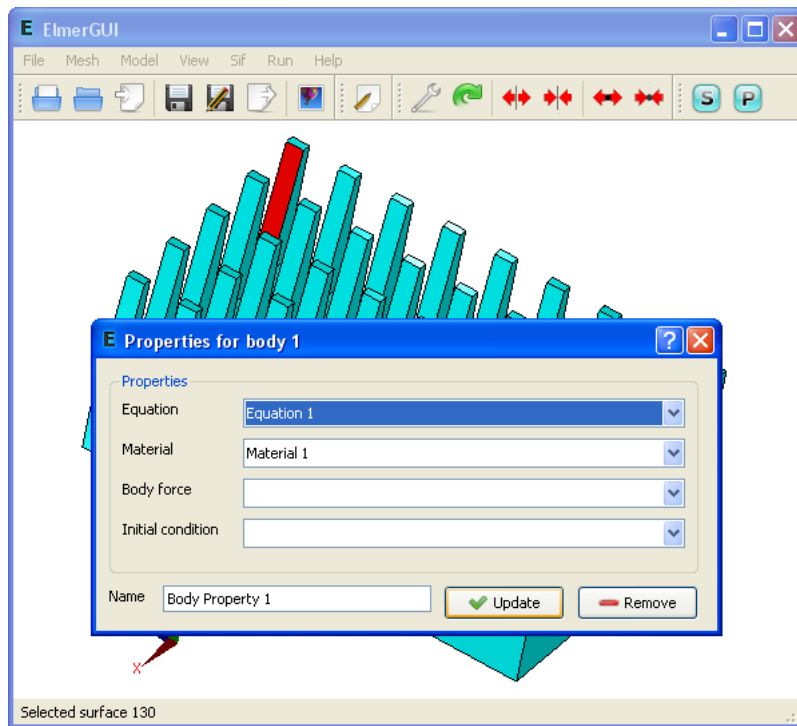 E ElmerGUI
File Mesh Model View Sif Run Help
S P
E Properties for body 1
Properties
Equation Equation 1
Material Material 1
Body force
Initial condition
Name Body Property 1 Update Remove
X
Selected surface 130